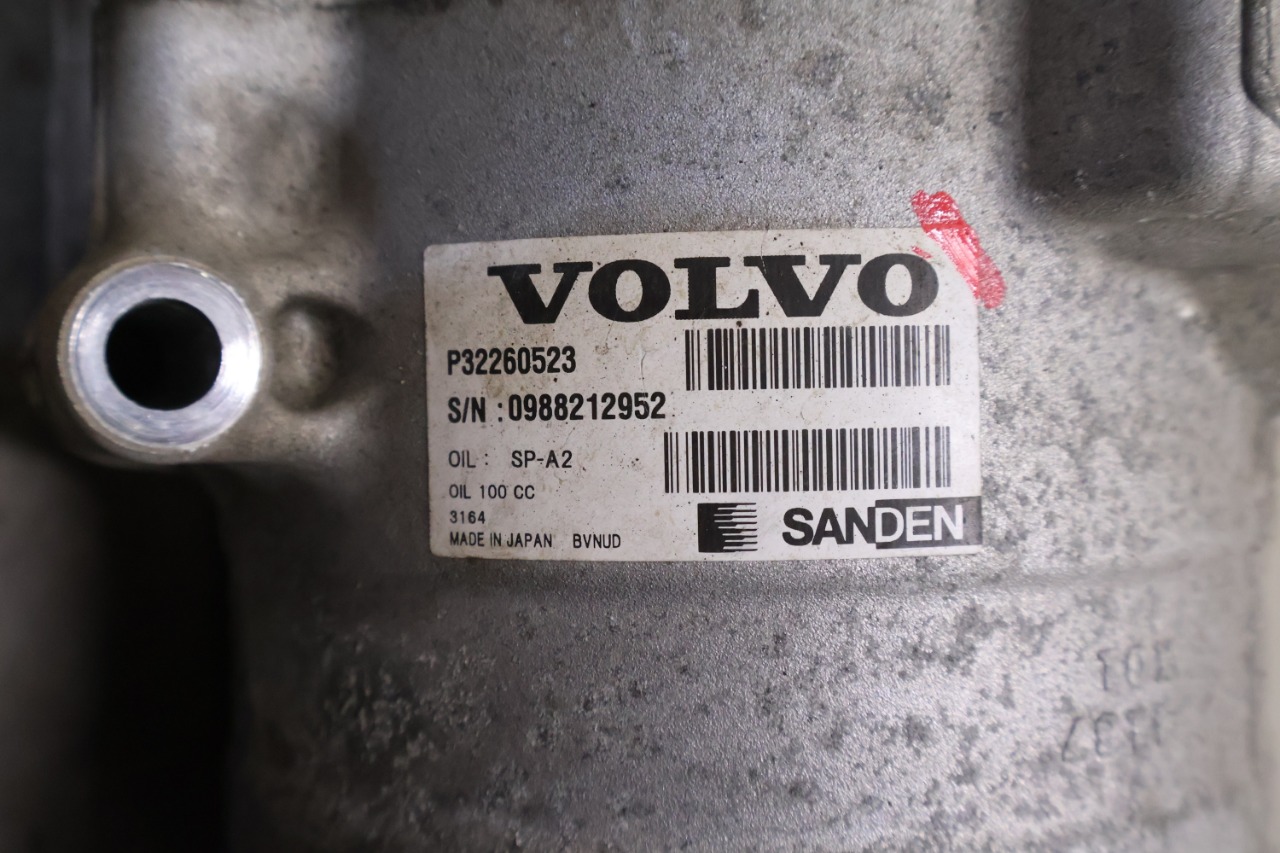 VOLVO
P32260523
S/N : 0988212952
OIL : SP-A2
OIL 100 CC
3164
MADE IN JAPAN BVNUD
SANDEN